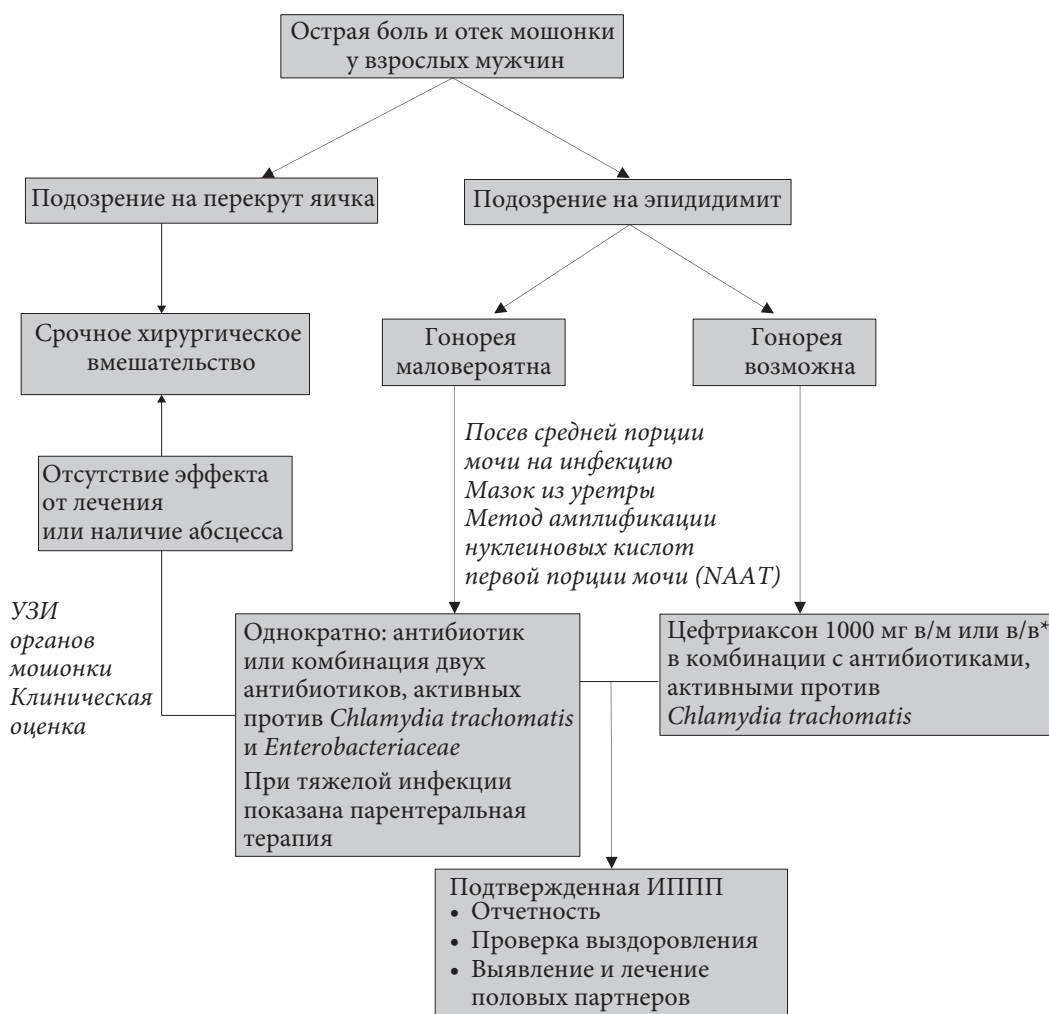 Острая боль и отек мошонки
у взрослых мужчин
Подозрение на перекрут яичка
Подозрение на эпидидимит
Срочное хирургическое
вмешательство
Гонорея
маловероятна
Гонорея
возможна
Посев средней порции
мочи на инфекцию
Мазок из уретры
Метод амплификации
нуклеиновых кислот
первой порции мочи (NAAT)
Отсутствие эффекта
от лечения
или наличие абсцесса
УЗИ
органов
мошонки
Клиническая
оценка
Однократно: антибиотик
или комбинация двух
антибиотиков, активных
против Chlamydia trachomatis
и Enterobacteriaceae
При тяжелой инфекции
показана парентеральная
терапия
Цефтриаксон 1000 мг в/м или в/в*
в комбинации с антибиотиками,
активными против
Chlamydia trachomatis
Подтвержденная ИППП
• Отчетность
• Проверка выздоровления
• Выявление и лечение
половых партнеров